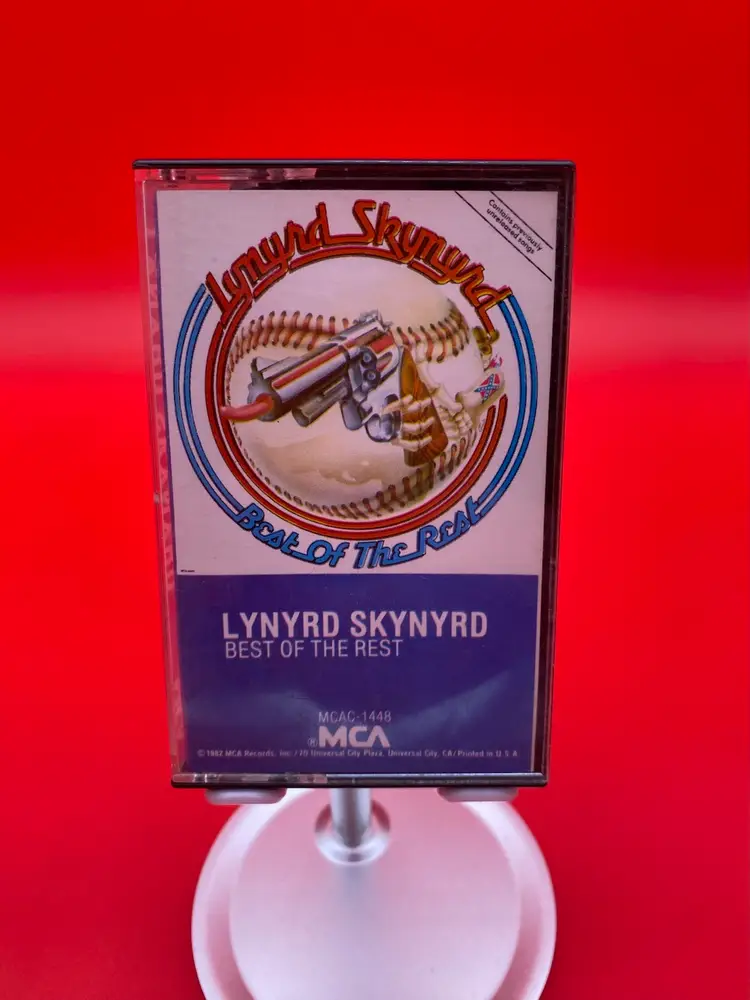 Lynyrd Skynyrd
Contains previously
unreleased songs
Best Of The Rest
LYNYRD SKYNYRD
BEST OF THE REST
MCAC-1448
®MCA
© 1982 MCA Records, Inc./70 Universal City Plaza, Universal City, CA/Printed in U.S.A.